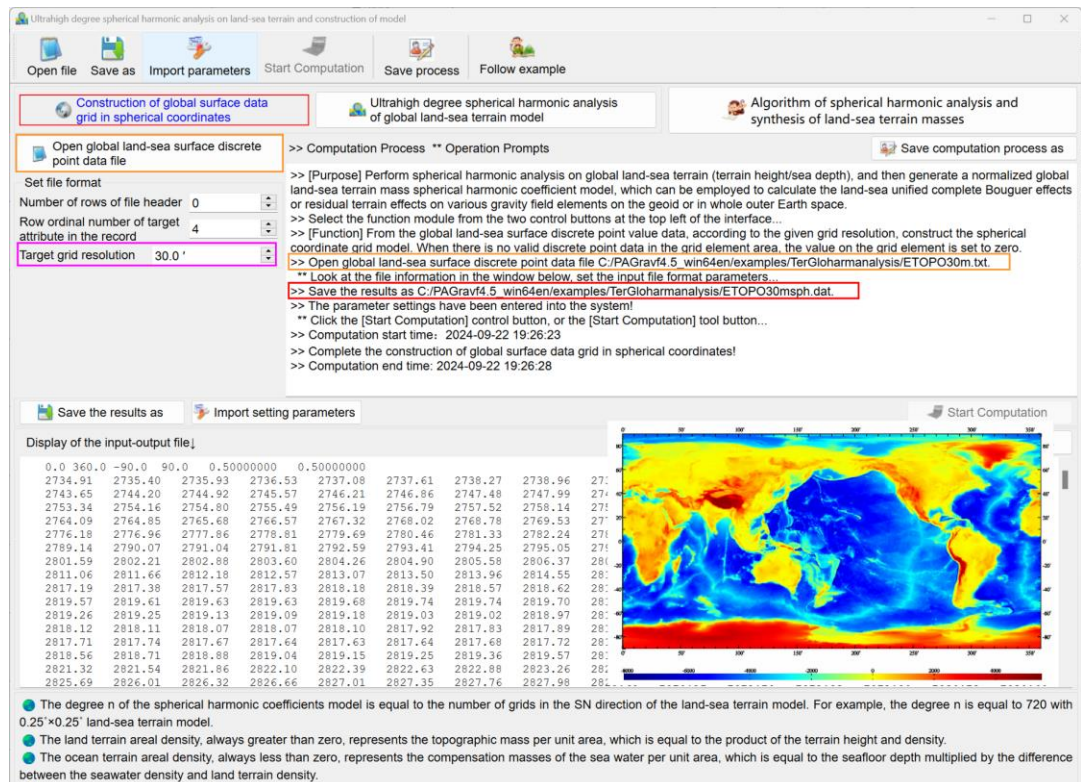 Ultrahigh degree spherical harmonic analysis on land-sea terrain and construction of model
Open file Save as Import parameters Start Computation Save process Follow example
Construction of global surface data
grid in spherical coordinates
Ultrahigh degree spherical harmonic analysis
of global land-sea terrain model
Algorithm of spherical harmonic analysis and
synthesis of land-sea terrain masses
Open global land-sea surface discrete
point data file
Set file format
Number of rows of file header 0
Row ordinal number of target
attribute in the record 4
Target grid resolution 30.0 '
>> Computation Process ** Operation Prompts
Save computation process as
>> [Purpose] Perform spherical harmonic analysis on global land-sea terrain (terrain height/sea depth), and then generate a normalized global
land-sea terrain mass spherical harmonic coefficient model, which can be employed to calculate the land-sea unified complete Bouguer effects
or residual terrain effects on various gravity field elements on the geoid or in whole outer Earth space.
>> Select the function module from the two control buttons at the top left of the interface...
>> [Function] From the global land-sea surface discrete point value data, according to the given grid resolution, construct the spherical
coordinate grid model. When there is no valid discrete point data in the grid element area, the value on the grid element is set to zero.
>> Open global land-sea surface discrete point data file C:/PAGravf4.5_win64en/examples/TerGloharmanalysis/ETOPO30m.txt.
** Look at the file information in the window below, set the input file format parameters...
>> Save the results as C:/PAGravf4.5_win64en/examples/TerGloharmanalysis/ETOPO30msph.dat.
>> The parameter settings have been entered into the system!
** Click the [Start Computation] control button, or the [Start Computation] tool button...
>> Computation start time: 2024-09-22 19:26:23
>> Complete the construction of global surface data grid in spherical coordinates!
>> Computation end time: 2024-09-22 19:26:28
Save the results as Import setting parameters Start Computation
Display of the input-output file↓
0.0 360.0 -90.0 90.0 0.50000000 0.50000000
2734.91 2735.40 2735.93 2736.53 2737.08 2737.61 2738.27 2738.96
2743.52 2744.20 2744.92 2745.57 2746.21 2746.86 2747.48 2747.99
2753.52 2754.16 2754.80 2755.49 2756.19 2756.79 2757.52 2758.14
2764.09 2764.85 2765.64 2766.57 2767.32 2768.02 2768.78 2769.53
2776.19 2776.96 2777.86 2778.81 2779.69 2780.46 2781.33 2782.24
2789.14 2790.07 2791.04 2791.81 2792.59 2793.41 2794.25 2795.05
2801.59 2802.21 2802.88 2803.60 2804.26 2804.90 2805.58 2806.37
2811.06 2811.66 2812.18 2812.57 2813.07 2813.50 2813.96 2814.55
2817.19 2817.38 2817.57 2817.83 2818.18 2818.39 2818.57 2818.62
2819.57 2819.61 2819.63 2819.63 2819.68 2819.74 2819.74 2819.70
2819.26 2819.25 2819.13 2819.09 2819.18 2819.03 2819.02 2818.97
2818.12 2818.11 2818.07 2818.07 2818.10 2817.92 2817.83 2817.89
2817.71 2817.74 2817.67 2817.64 2817.63 2817.64 2817.68 2817.72
2818.56 2818.71 2818.88 2819.04 2819.15 2819.25 2819.36 2819.57
2821.32 2821.54 2821.86 2822.10 2822.39 2822.63 2822.88 2823.26
2825.69 2826.01 2826.32 2826.66 2827.01 2827.35 2827.76 2827.98
The degree n of the spherical harmonic coefficients model is equal to the number of grids in the SN direction of the land-sea terrain model. For example, the degree n is equal to 720 with
0.25˚×0.25˚ land-sea terrain model.
The land terrain areal density, always greater than zero, represents the topographic mass per unit area, which is equal to the product of the terrain height and density.
The ocean terrain areal density, always less than zero, represents the compensation masses of the sea water per unit area, which is equal to the seafloor depth multiplied by the difference
between the seawater density and land terrain density.